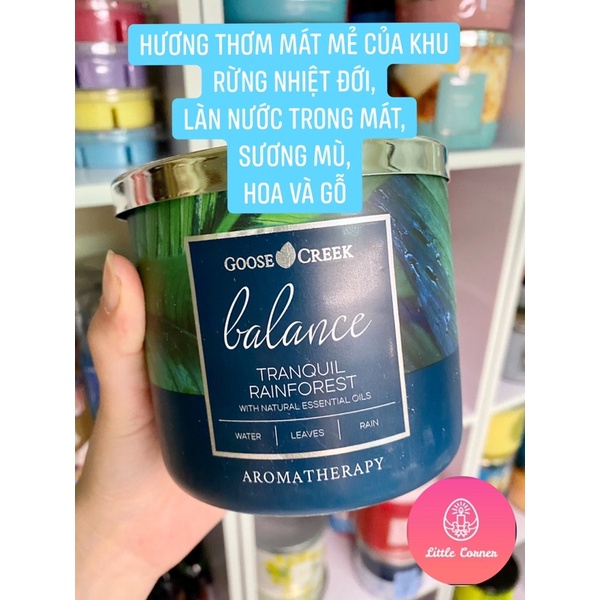 HƯƠNG THƠM MÁT MẺ CỦA KHU
RỪNG NHIỆT ĐỚI,
LÀN NƯỚC TRONG MÁT,
SƯƠNG MÙ,
HOA VÀ GỖ
GOOSE CREEK
balance
TRANQUIL
RAINFOREST
WITH NATURAL ESSENTIAL OILS
WATER LEAVES RAIN
AROMATHERAPY
Little Corner